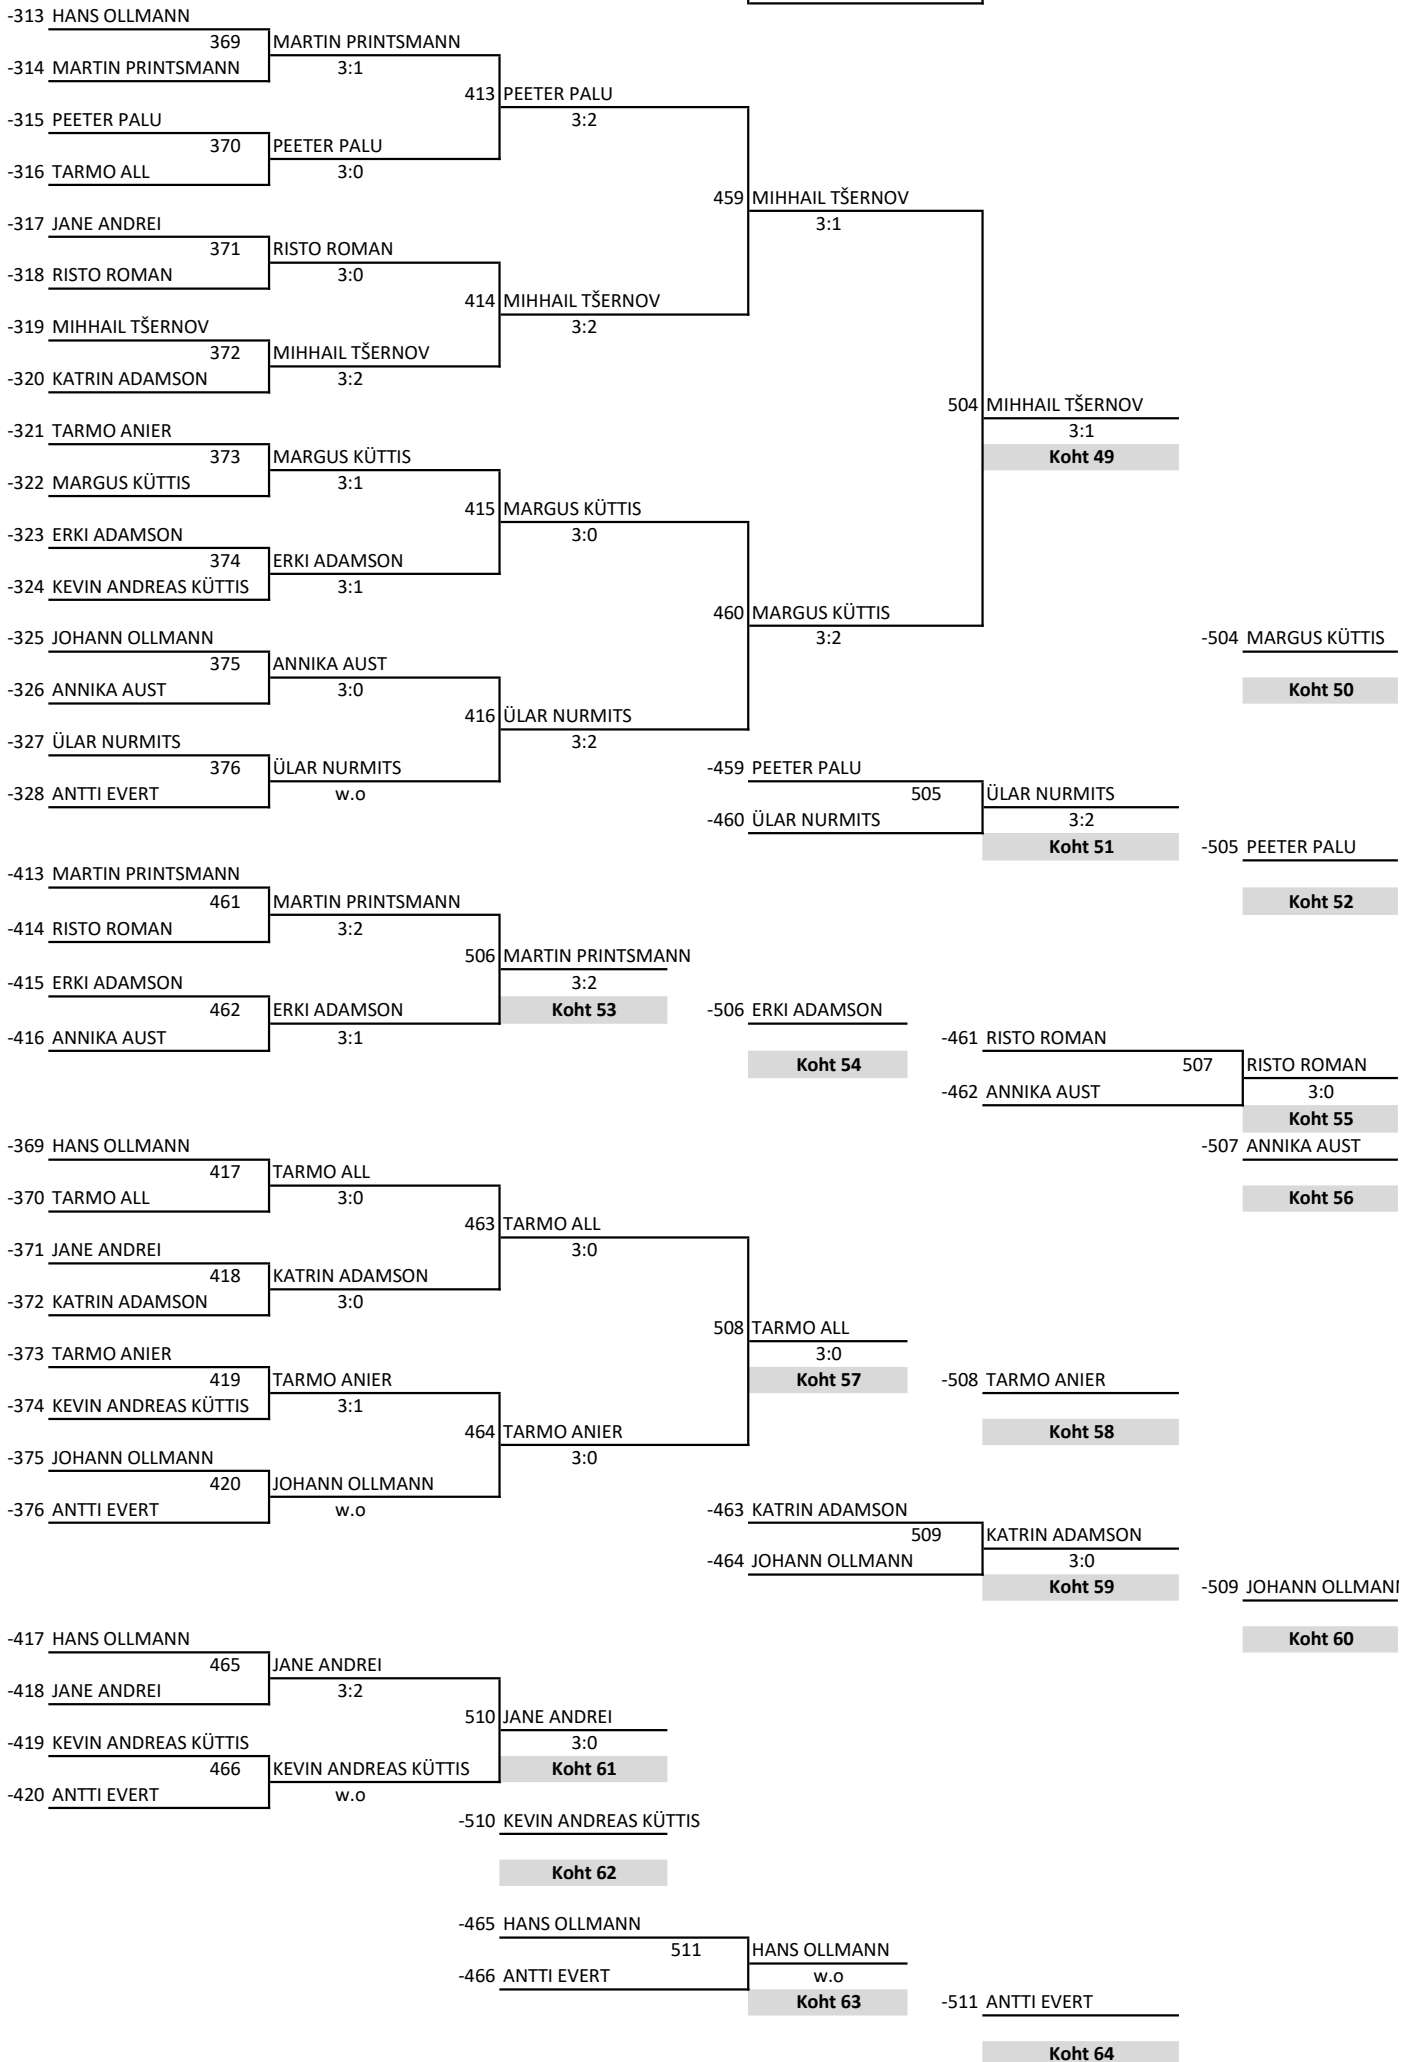 -313 HANS OLLMANN
369 MARTIN PRINTSMANN
-314 MARTIN PRINTSMANN 3:1
413 PEETER PALU
-315 PEETER PALU 3:2
370 PEETER PALU
-316 TARMO ALL 3:0
459 MIHHAIL TŠERNOV
-317 JANE ANDREI 3:1
371 RISTO ROMAN
-318 RISTO ROMAN 3:0
414 MIHHAIL TŠERNOV
-319 MIHHAIL TŠERNOV 3:2
372 MIHHAIL TŠERNOV
-320 KATRIN ADAMSON 3:2
504 MIHHAIL TŠERNOV
-321 TARMO ANIER 3:1
373 MARGUS KÜTTIS Koht 49
-322 MARGUS KÜTTIS 3:1
415 MARGUS KÜTTIS
-323 ERKI ADAMSON 3:0
374 ERKI ADAMSON
-324 KEVIN ANDREAS KÜTTIS 3:1
460 MARGUS KÜTTIS
-325 JOHANN OLLMANN 3:2 -504 MARGUS KÜTTIS
375 ANNIKA AUST
-326 ANNIKA AUST 3:0 Koht 50
416 ÜLAR NURMITS
-327 ÜLAR NURMITS 3:2
376 ÜLAR NURMITS -459 PEETER PALU
-328 ANTTI EVERT w.o 505 ÜLAR NURMITS
-460 ÜLAR NURMITS 3:2
Koht 51 -505 PEETER PALU
-413 MARTIN PRINTSMANN
461 MARTIN PRINTSMANN Koht 52
-414 RISTO ROMAN 3:2
506 MARTIN PRINTSMANN
-415 ERKI ADAMSON 3:2
462 ERKI ADAMSON Koht 53 -506 ERKI ADAMSON
-416 ANNIKA AUST 3:1 -461 RISTO ROMAN
Koht 54 507 RISTO ROMAN
-462 ANNIKA AUST 3:0
Koht 55
-369 HANS OLLMANN -507 ANNIKA AUST
417 TARMO ALL
-370 TARMO ALL 3:0 Koht 56
463 TARMO ALL
-371 JANE ANDREI 3:0
418 KATRIN ADAMSON
-372 KATRIN ADAMSON 3:0
508 TARMO ALL
-373 TARMO ANIER 3:0
419 TARMO ANIER Koht 57 -508 TARMO ANIER
-374 KEVIN ANDREAS KÜTTIS 3:1
464 TARMO ANIER Koht 58
-375 JOHANN OLLMANN 3:0
420 JOHANN OLLMANN
-376 ANTTI EVERT w.o -463 KATRIN ADAMSON
509 KATRIN ADAMSON
-464 JOHANN OLLMANN 3:0
Koht 59 -509 JOHANN OLLMANN
-417 HANS OLLMANN Koht 60
465 JANE ANDREI
-418 JANE ANDREI 3:2
510 JANE ANDREI
-419 KEVIN ANDREAS KÜTTIS 3:0
466 KEVIN ANDREAS KÜTTIS Koht 61
-420 ANTTI EVERT w.o
-510 KEVIN ANDREAS KÜTTIS
Koht 62
-465 HANS OLLMANN
511 HANS OLLMANN
-466 ANTTI EVERT w.o
Koht 63 -511 ANTTI EVERT
Koht 64